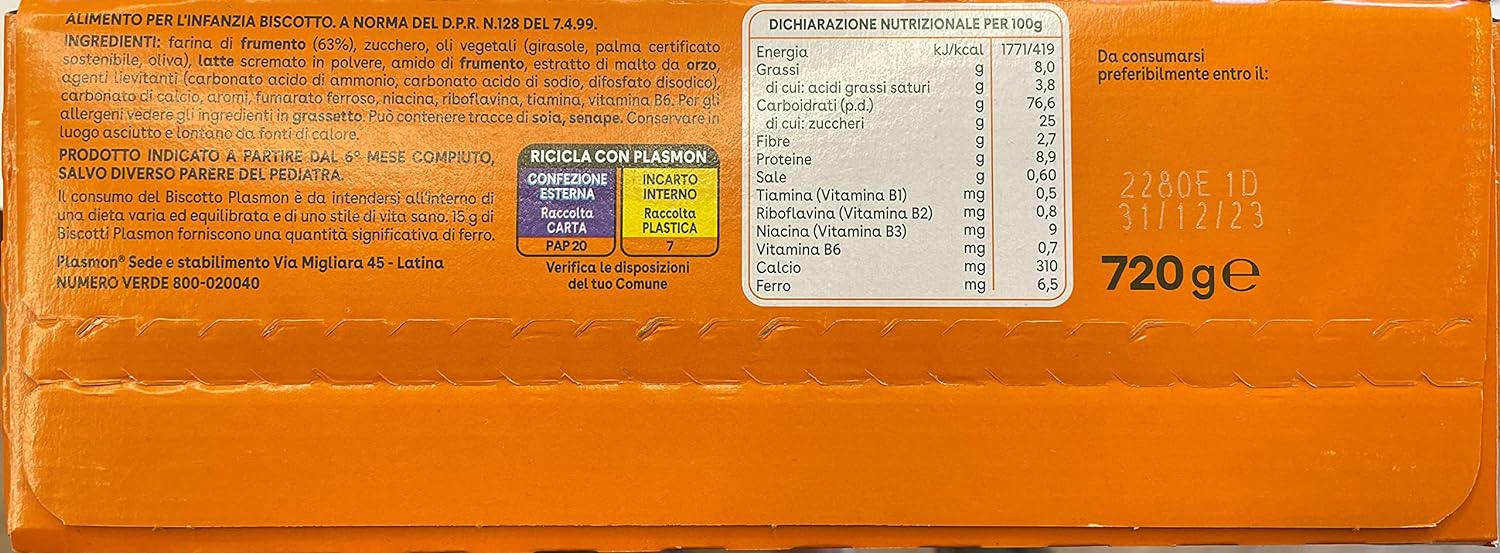 ALIMENTO PER L'INFANZIA BISCOTTO. A NORMA DEL D.P.R. N.128 DEL 7.4.99.
INGREDIENTI: farina di frumento (63%), zucchero, oli vegetali (girasole, palma certificato
sostenibile, oliva), latte scremato in polvere, amido di frumento, estratto di malto da orzo,
agenti lievitanti (carbonato acido di ammonio, carbonato acido di sodio, difosfato disodico),
carbonato di calcio, aromi, fumarato ferroso, niacina, riboflavina, tiamina, vitamina B6. Per gli
allergeni vedere gli ingredienti in grassetto. Può contenere tracce di soia, senape. Conservare in
luogo asciutto e lontano da fonti di calore.
PRODOTTO INDICATO A PARTIRE DAL 6° MESE COMPIUTO,
SALVO DIVERSO PARERE DEL PEDIATRA.
Il consumo del Biscotto Plasmon è da intendersi all'interno di
una dieta varia ed equilibrata e di uno stile di vita sano. 15 g di
Biscotti Plasmon forniscono una quantità significativa di ferro.
Plasmon® Sede e stabilimento Via Migliara 45 - Latina
NUMERO VERDE 800-020040
RICICLA CON PLASMON
CONFEZIONE
ESTERNA
Raccolta
CARTA
PAP 20
INCARTO
INTERNO
Raccolta
PLASTICA
7
Verifica le disposizioni
del tuo Comune
DICHIARAZIONE NUTRIZIONALE PER 100g
Energia kJ/kcal 1771/419
Grassi g 8,0
di cui: acidi grassi saturi g 3,8
Carboidrati (p.d.) g 76,6
di cui: zuccheri g 25
Fibre g 2,7
Proteine g 8,9
Sale g 0,60
Tiamina (Vitamina B1) mg 0,5
Riboflavina (Vitamina B2) mg 0,8
Niacina (Vitamina B3) mg 9
Vitamina B6 mg 0,7
Calcio mg 310
Ferro mg 6,5
Da consumarsi
preferibilmente entro il:
2280E 1D
31/12/23
720 g e